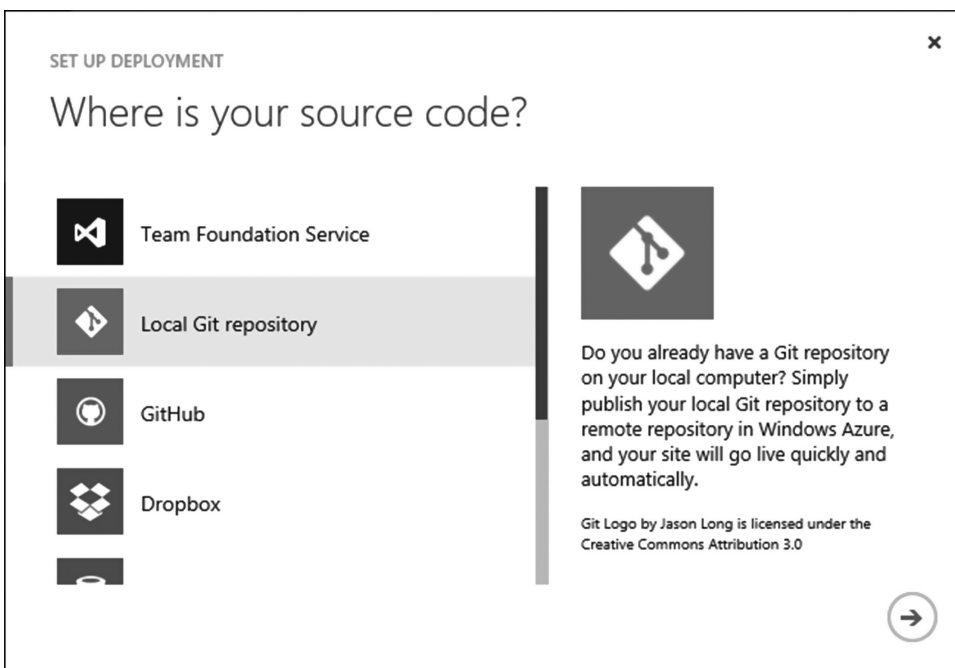 SET UP DEPLOYMENT
Where is your source code?
Team Foundation Service
Local Git repository
GitHub
Dropbox
Do you already have a Git repository
on your local computer? Simply
publish your local Git repository to a
remote repository in Windows Azure,
and your site will go live quickly and
automatically.
Git Logo by Jason Long is licensed under the
Creative Commons Attribution 3.0